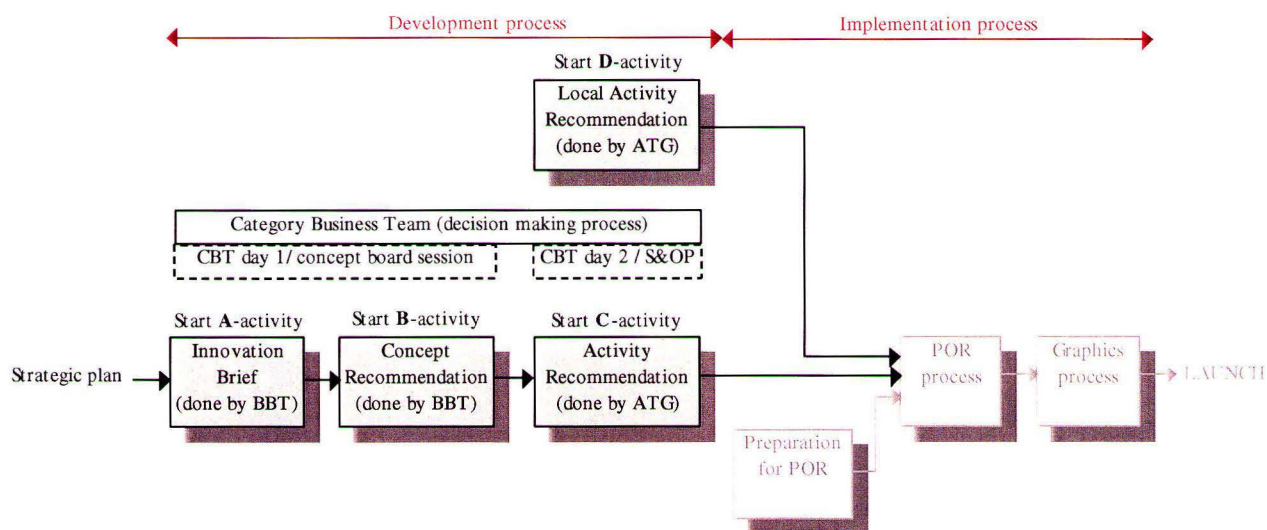 Development process
Implementation process
Start D-activity
Local Activity
Recommendation
(done by ATG)
Category Business Team (decision making process)
CBT day 1/ concept board session
CBT day 2 / S&OP
Start A-activity
Start B-activity
Start C-activity
Strategic plan
Innovation
Brief
(done by BBT)
Concept
Recommendation
(done by BBT)
Activity
Recommendation
(done by ATG)
POR
process
Graphics
process
LAUNCH
Preparation
for POR